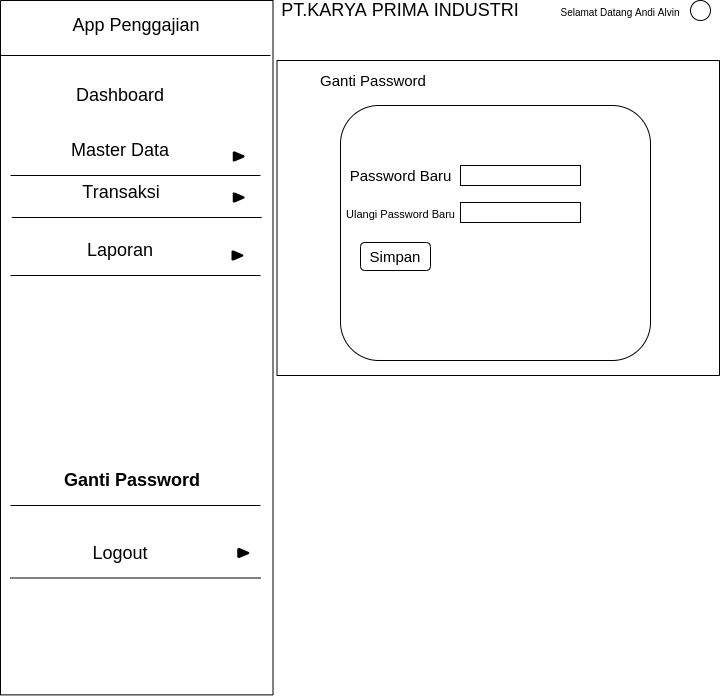 App Penggajian
PT.KARYA PRIMA INDUSTRI
Selamat Datang Andi Alvin
Dashboard
Master Data
Transaksi
Laporan
Ganti Password
Logout
Ganti Password
Password Baru
Ulangi Password Baru
Simpan